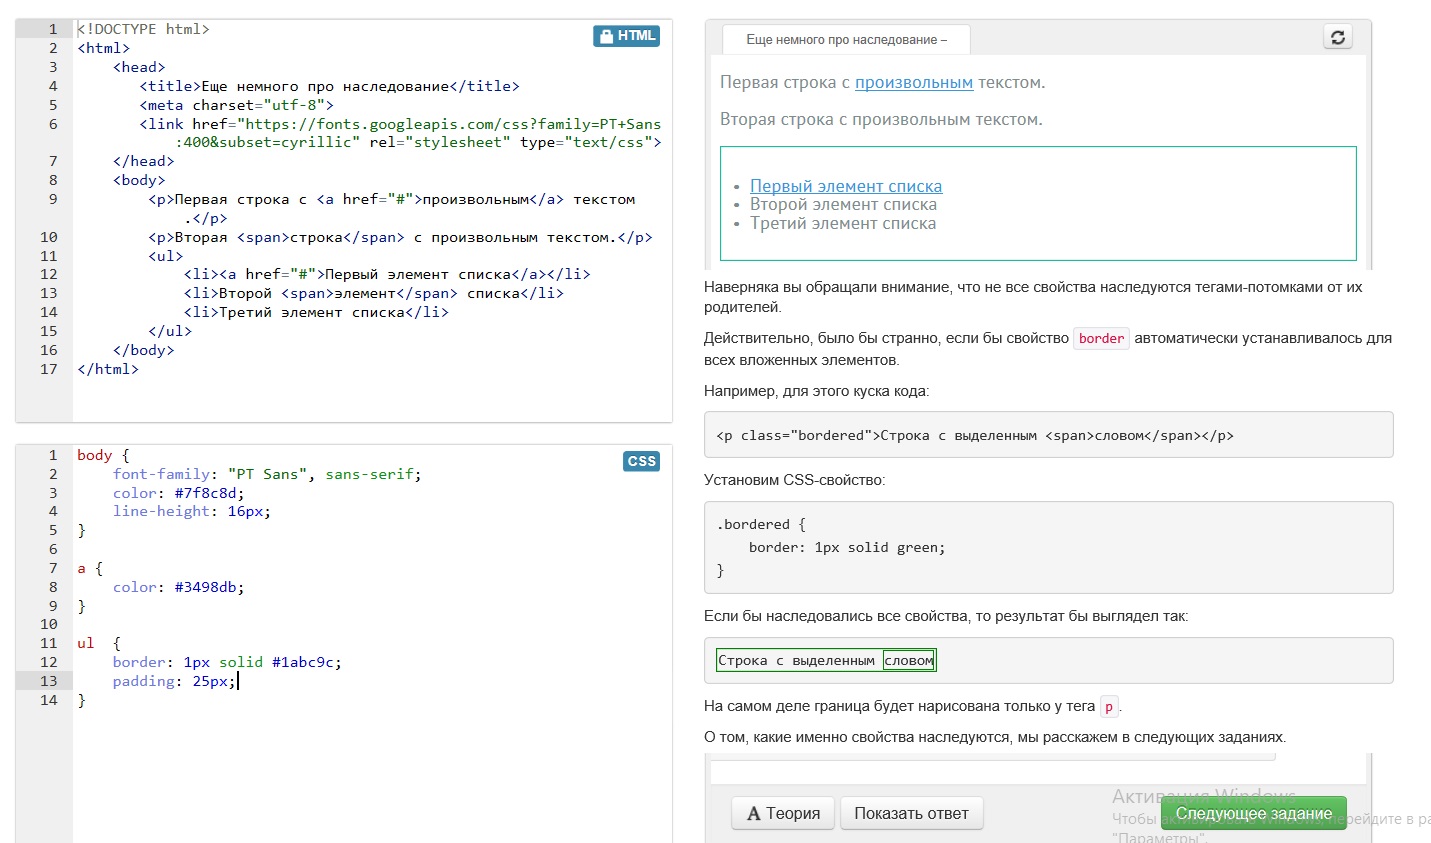 1 <!DOCTYPE html>
HTML
2 <html>
3 <head>
4 <title>Еще немного про наследование</title>
5 <meta charset="utf-8">
6 <link href="https://fonts.googleapis.com/css?family=PT+Sans
:400&subset=cyrillic" rel="stylesheet" type="text/css">
7 </head>
8 <body>
9 <p>Первая строка с <a href="#">произвольным</a> текстом
.</p>
10 <p>Вторая <span>строка</span> с произвольным текстом.</p>
11 <ul>
12 <li><a href="#">Первый элемент списка</a></li>
13 <li>Второй <span>элемент</span> списка</li>
14 <li>Третий элемент списка</li>
15 </ul>
16 </body>
17 </html>
1 body {
CSS
2 font-family: "PT Sans", sans-serif;
3 color: #7f8c8d;
4 line-height: 16px;
5 }
6
7 a {
8 color: #3498db;
9 }
10
11 ul {
12 border: 1px solid #1abc9c;
13 padding: 25px;
14 }
Еще немного про наследование –
Первая строка с произвольным текстом.
Вторая строка с произвольным текстом.
• Первый элемент списка
• Второй элемент списка
• Третий элемент списка
Наверняка вы обращали внимание, что не все свойства наследуются тегами-потомками от их
родителей.
Действительно, было бы странно, если бы свойство border автоматически устанавливалось для
всех вложенных элементов.
Например, для этого куска кода:
<p class="bordered">Строка с выделенным <span>словом</span></p>
Установим CSS-свойство:
.bordered {
border: 1px solid green;
}
Если бы наследовались все свойства, то результат бы выглядел так:
Строка с выделенным словом
На самом деле граница будет нарисована только у тега p.
О том, какие именно свойства наследуются, мы расскажем в следующих заданиях.
A Теория
Показать ответ
Следующее задание
Активация Windows
Чтобы активировать Windows, перейдите в ра
"Параметры".